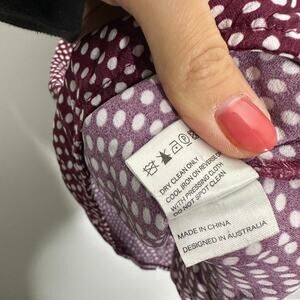 DRY CLEAN ONLY
COOL IRON ON REVERSE
WITH PRESSING CLOTH
DO NOT SPOT CLEAN
MADE IN CHINA
DESIGNED IN AUSTRALIA